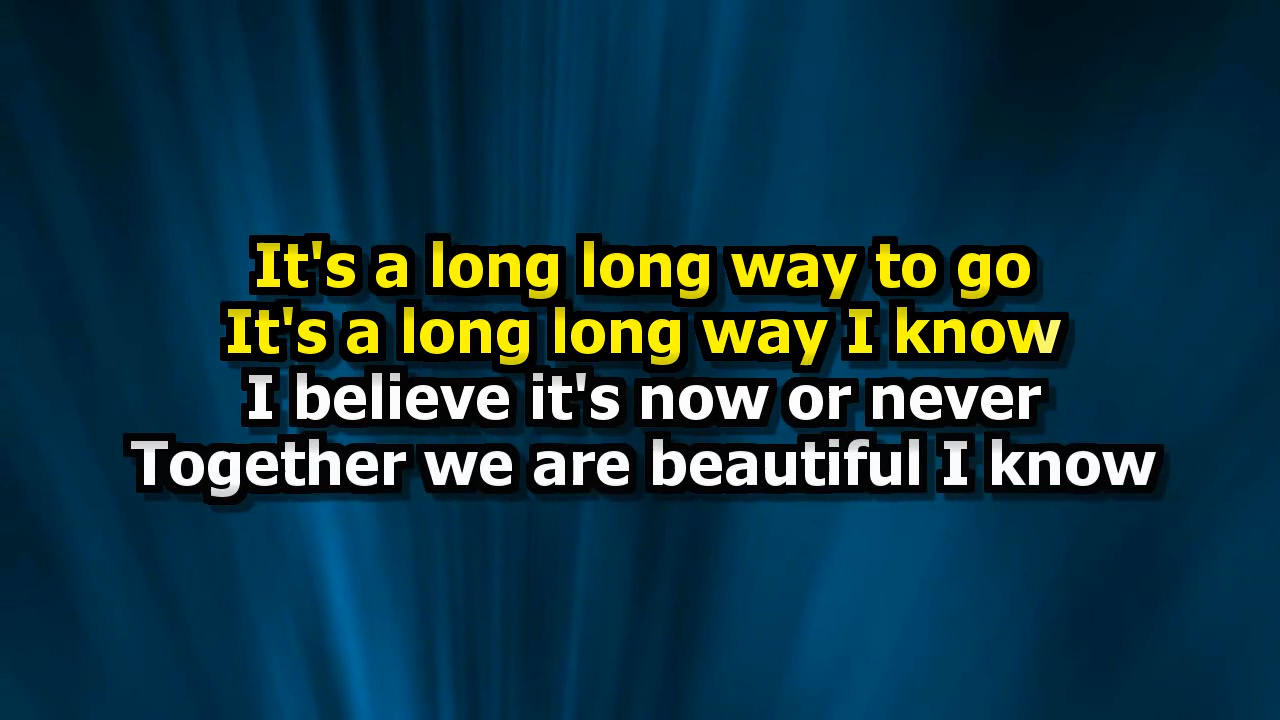 It's a long long way to go
It's a long long way I know
I believe it's now or never
Together we are beautiful I know